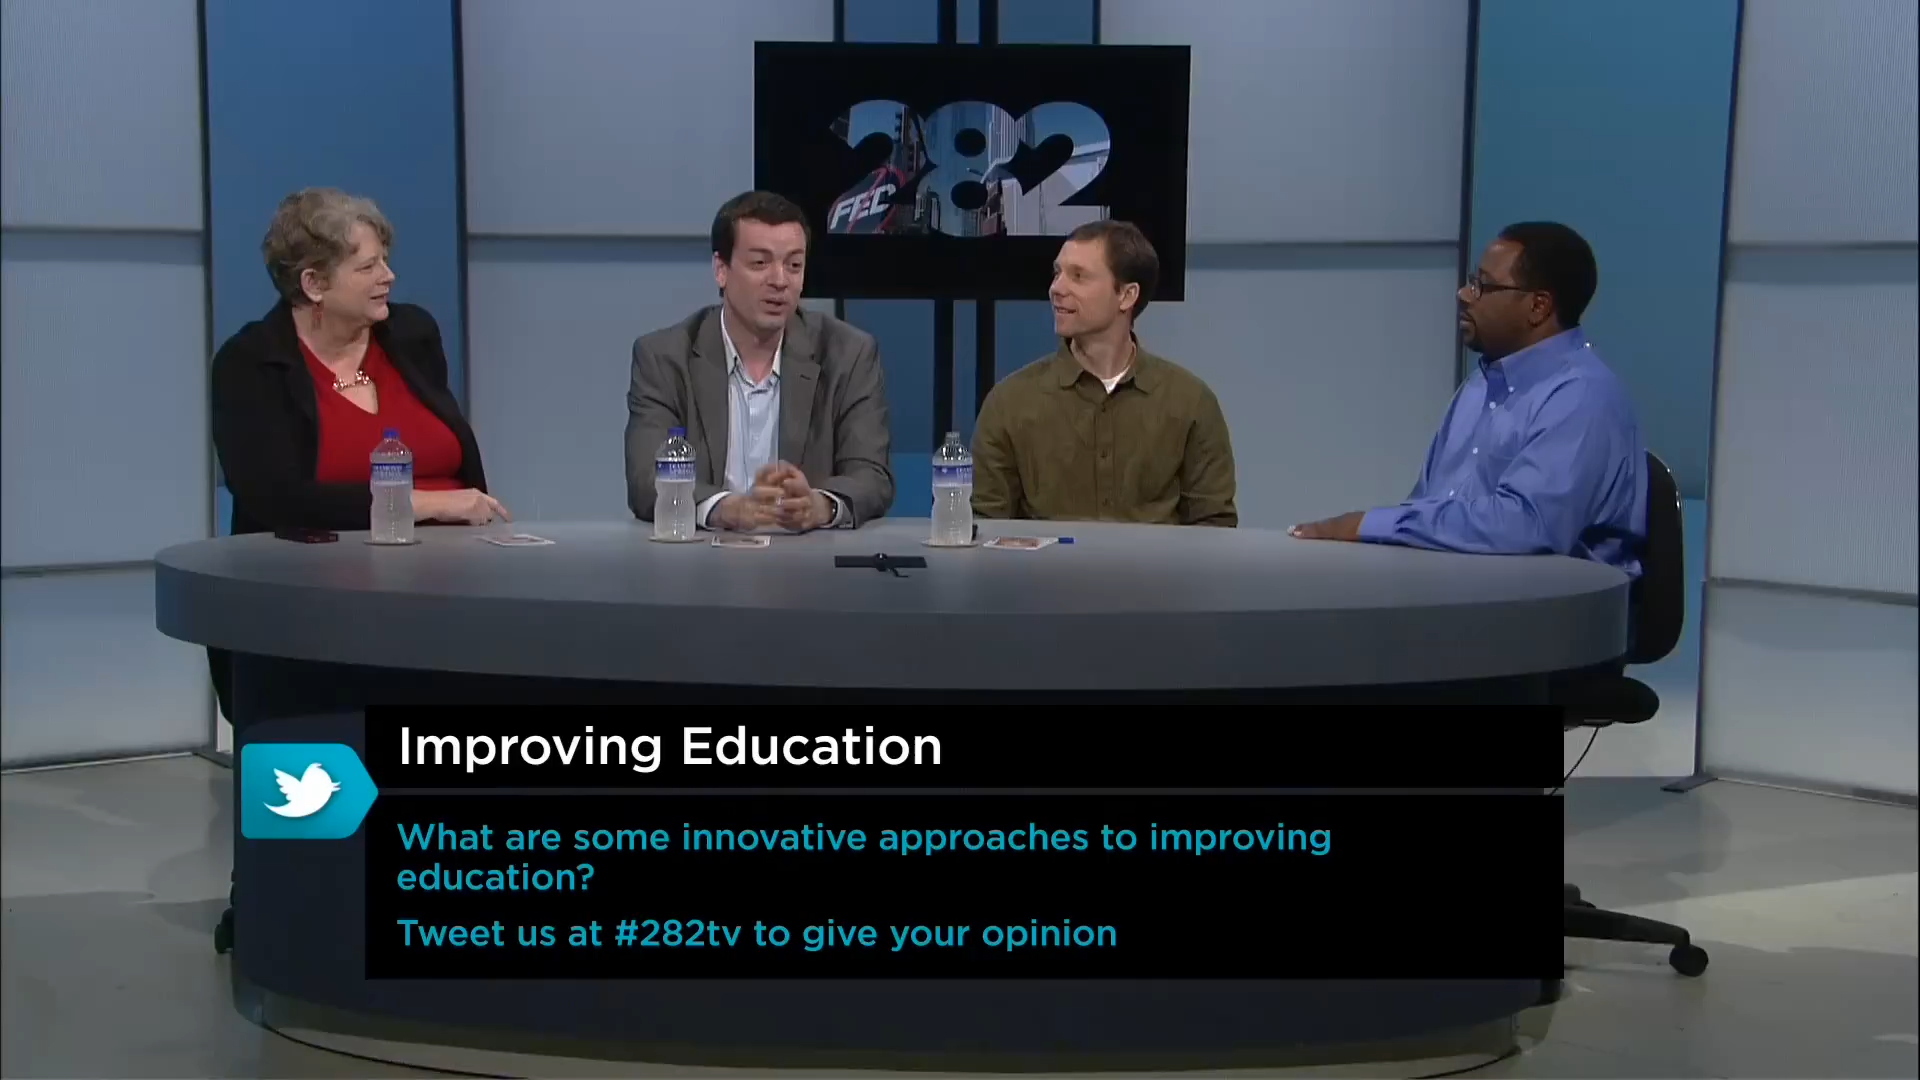 282
FEC
Improving Education
What are some innovative approaches to improving
education?
Tweet us at #282tv to give your opinion